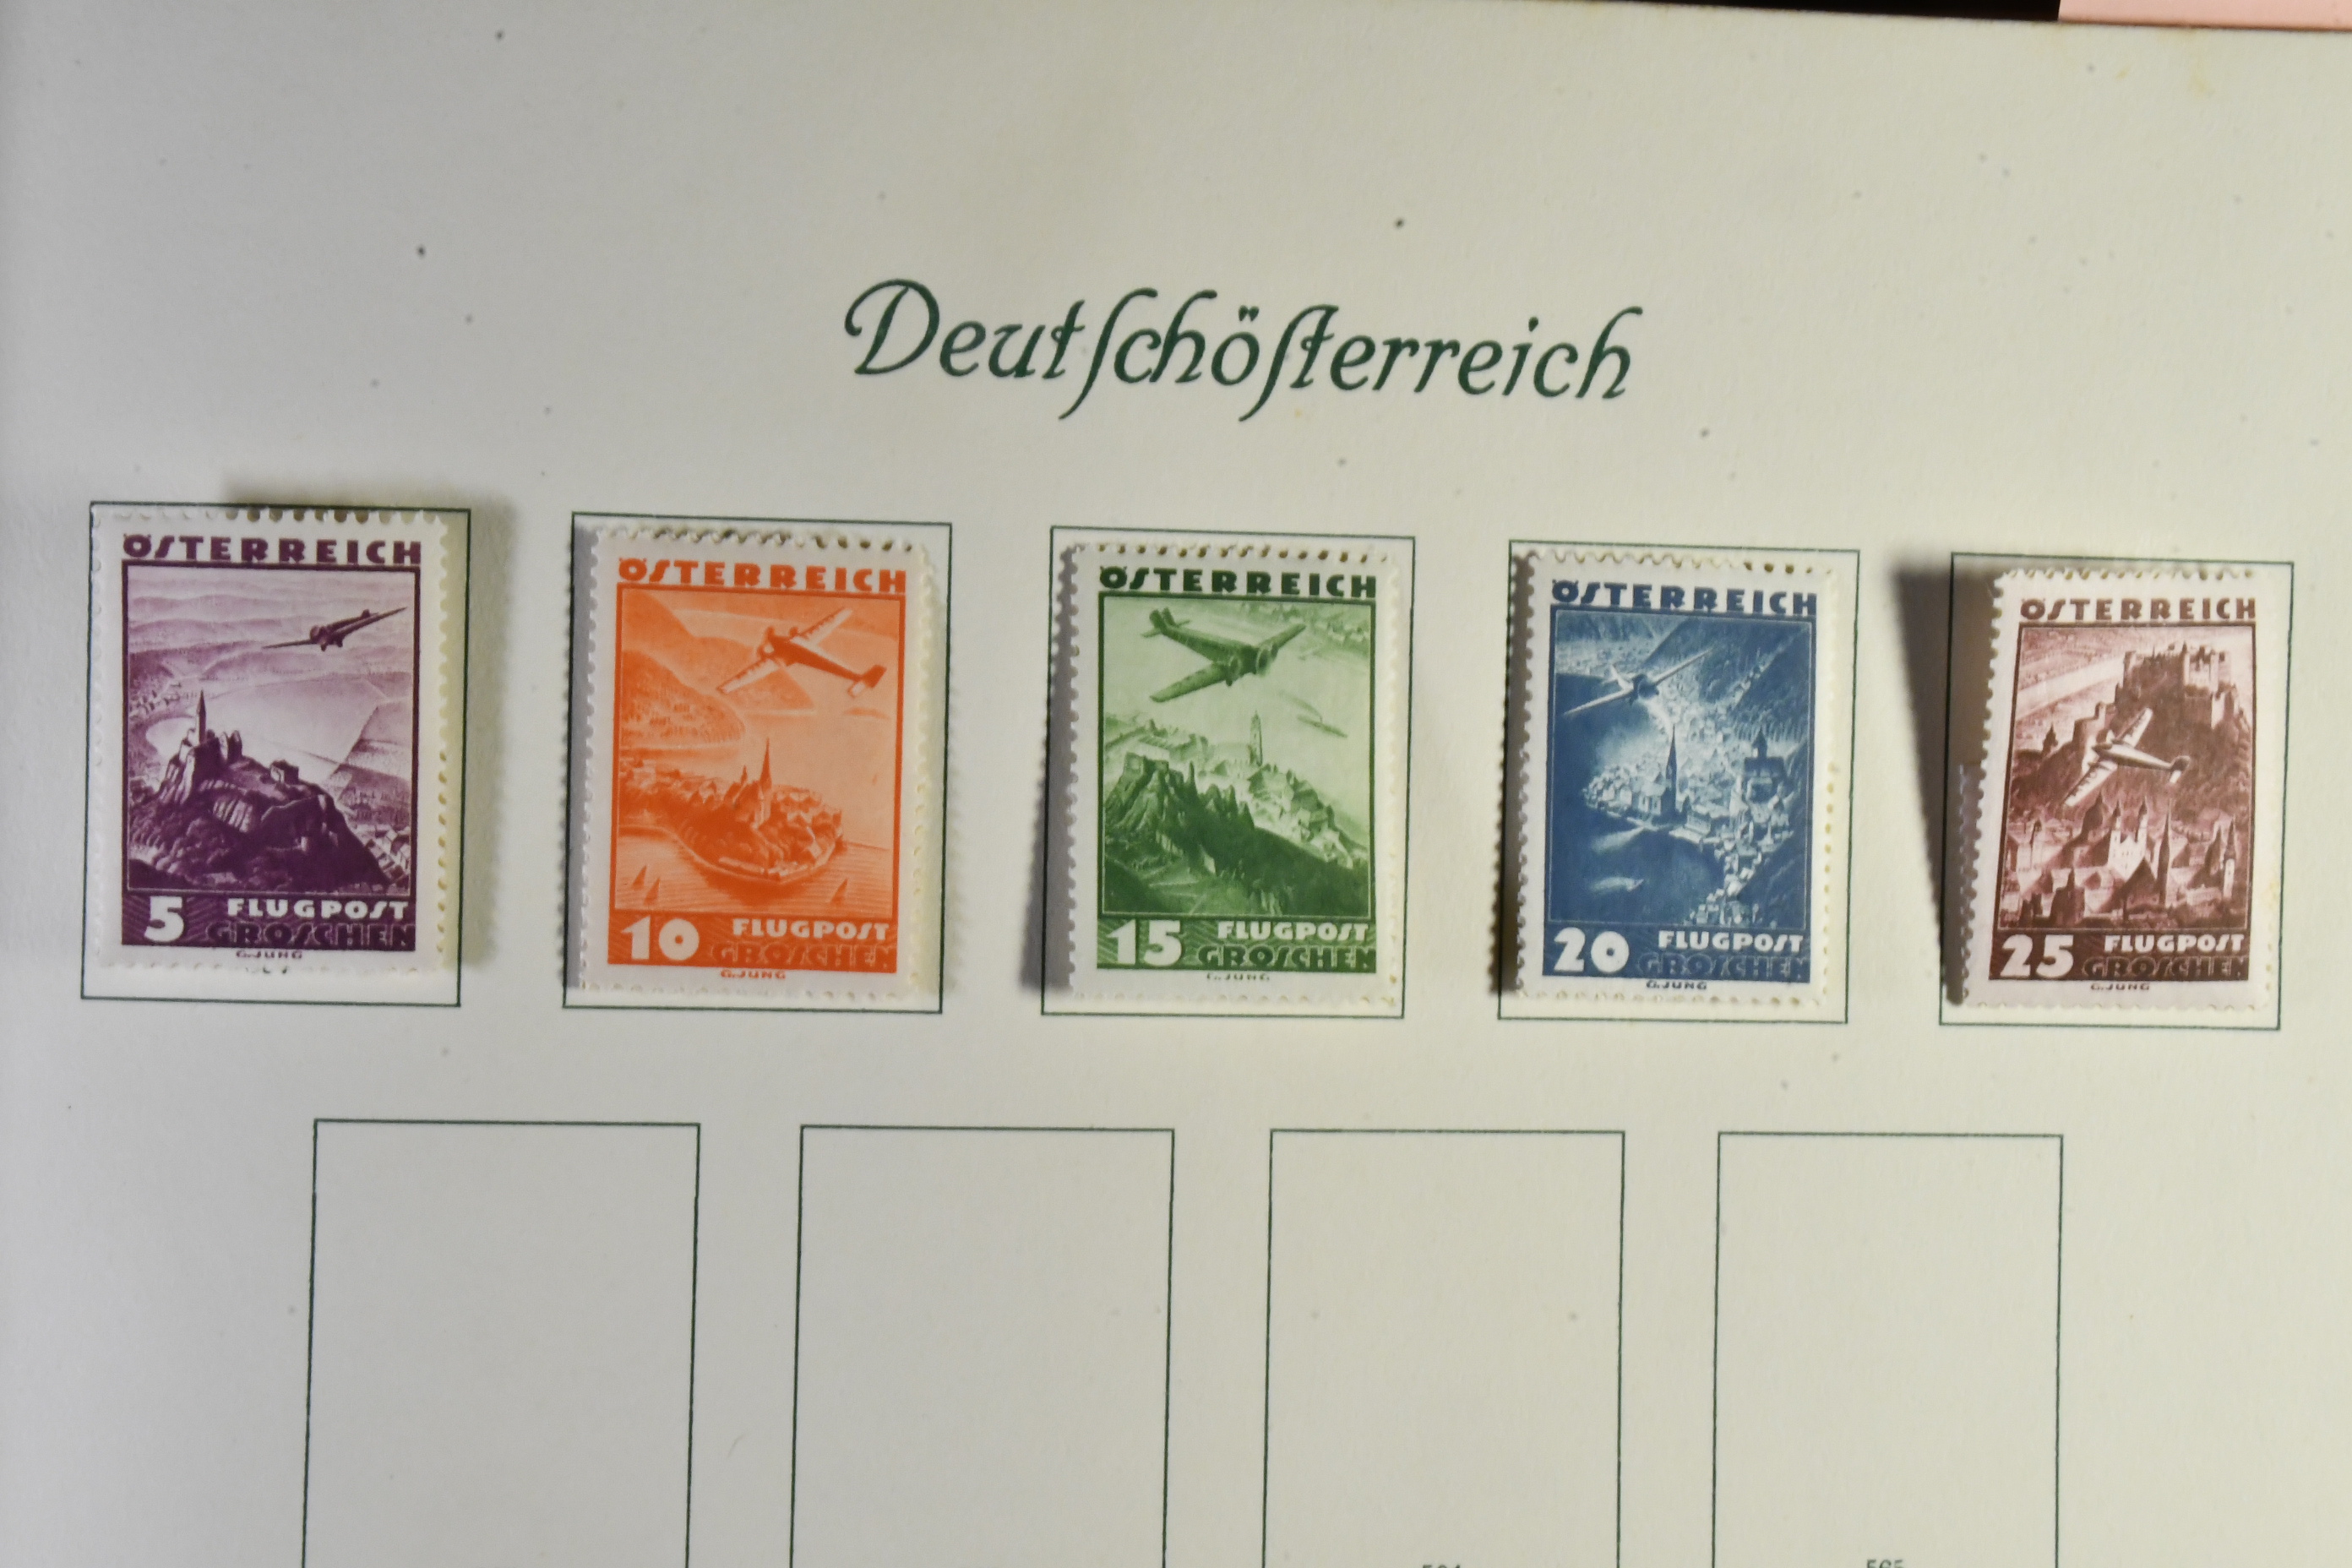 Deutschösterreich
ÖSTERREICH
5 FLUGPOST
GROSCHEN
G.JUNG
ÖSTERREICH
10 FLUGPOST
GROSCHEN
G.JUNG
ÖSTERREICH
15 FLUGPOST
GROSCHEN
G.JUNG
ÖSTERREICH
20 FLUGPOST
GROSCHEN
G.JUNG
ÖSTERREICH
25 FLUGPOST
GROSCHEN
G.JUNG
565